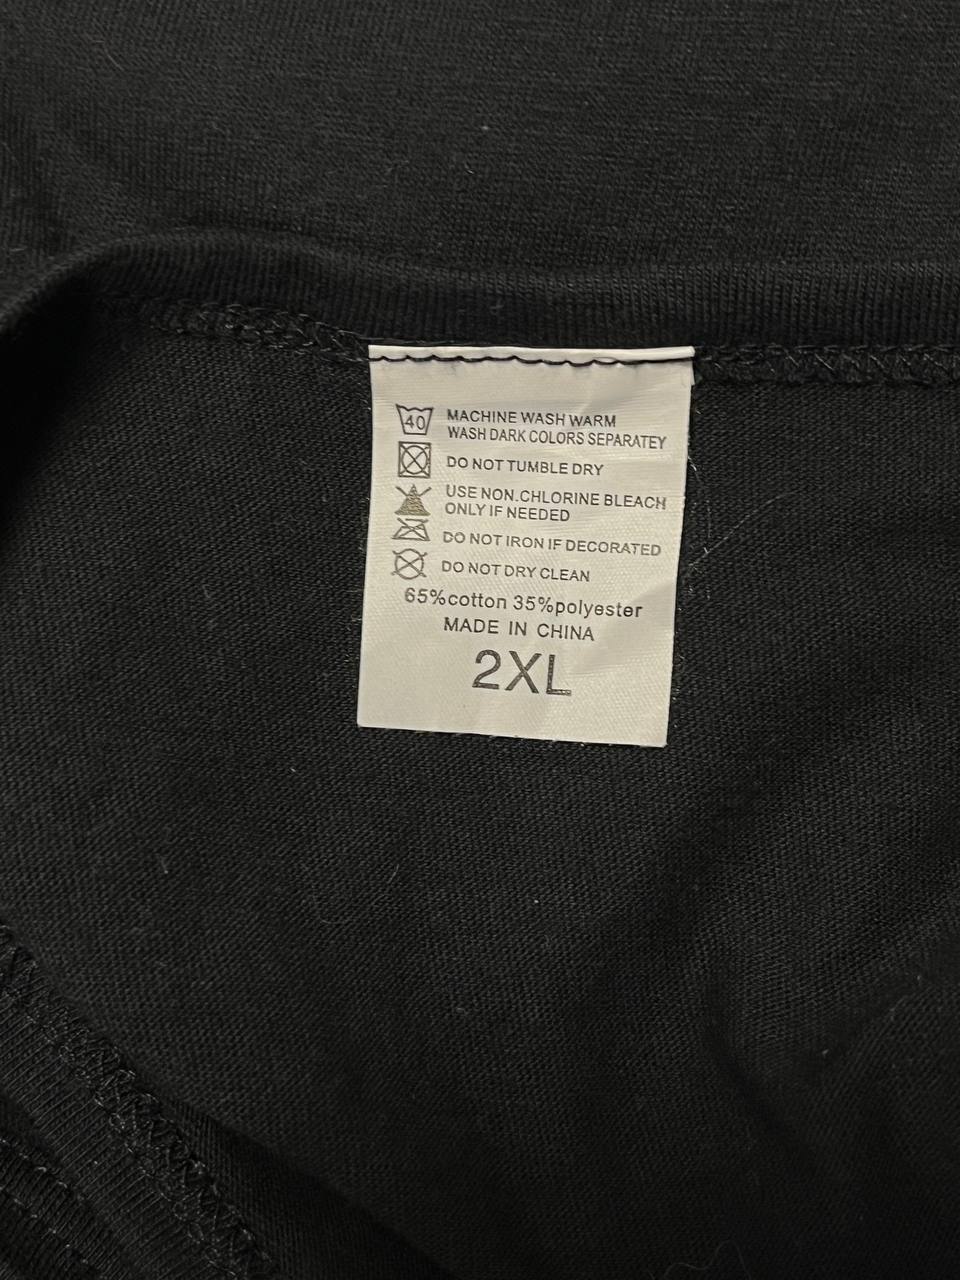 40 MACHINE WASH WARM
WASH DARK COLORS SEPARATEY
DO NOT TUMBLE DRY
USE NON.CHLORINE BLEACH
ONLY IF NEEDED
DO NOT IRON IF DECORATED
DO NOT DRY CLEAN
65%cotton 35%polyester
MADE IN CHINA
2XL